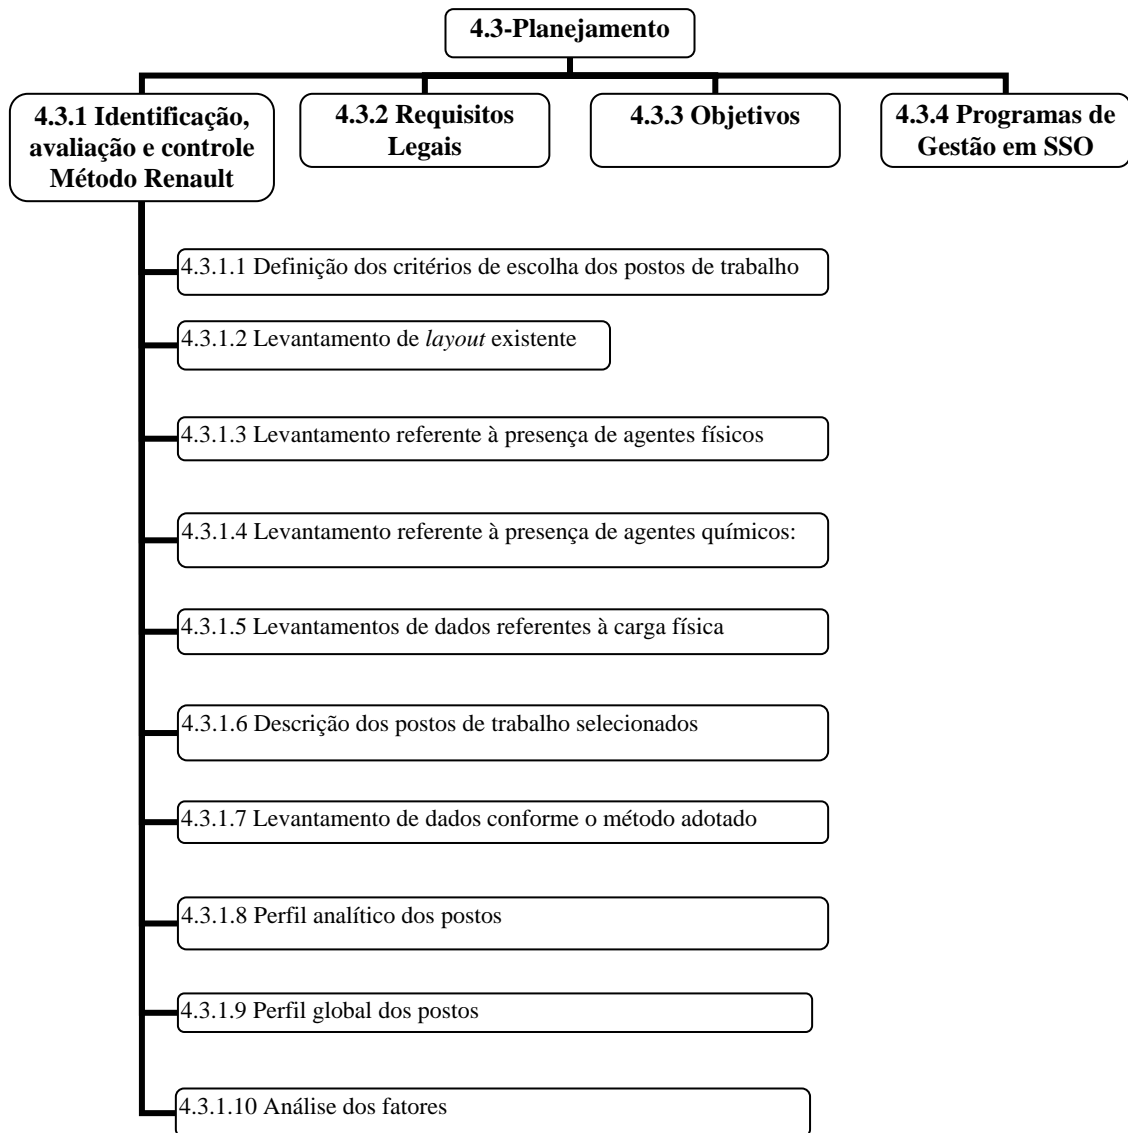 4.3-Planejamento
4.3.1 Identificação,
avaliação e controle
Método Renault
4.3.2 Requisitos
Legais
4.3.3 Objetivos
4.3.4 Programas de
Gestão em SSO
4.3.1.1 Definição dos critérios de escolha dos postos de trabalho
4.3.1.2 Levantamento de layout existente
4.3.1.3 Levantamento referente à presença de agentes físicos
4.3.1.4 Levantamento referente à presença de agentes químicos:
4.3.1.5 Levantamentos de dados referentes à carga física
4.3.1.6 Descrição dos postos de trabalho selecionados
4.3.1.7 Levantamento de dados conforme o método adotado
4.3.1.8 Perfil analítico dos postos
4.3.1.9 Perfil global dos postos
4.3.1.10 Análise dos fatores